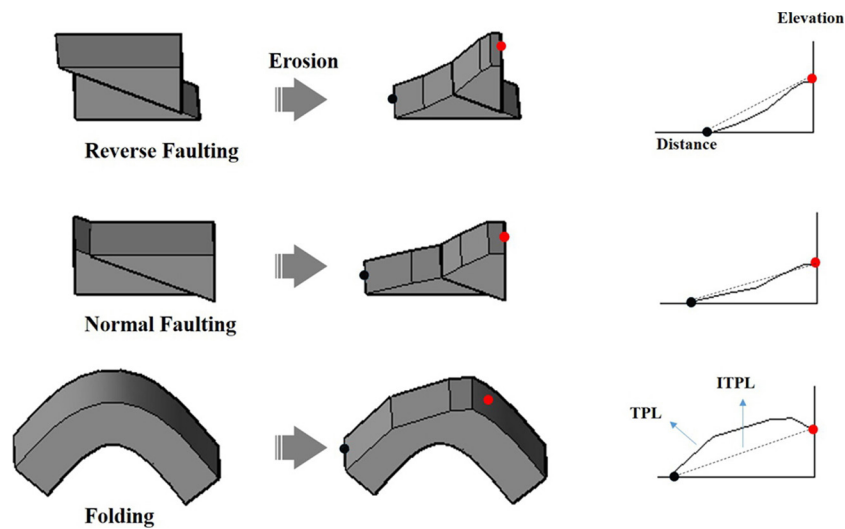 Elevation
Erosion
Reverse Faulting
Distance
Normal Faulting
ITPL
TPL
Folding